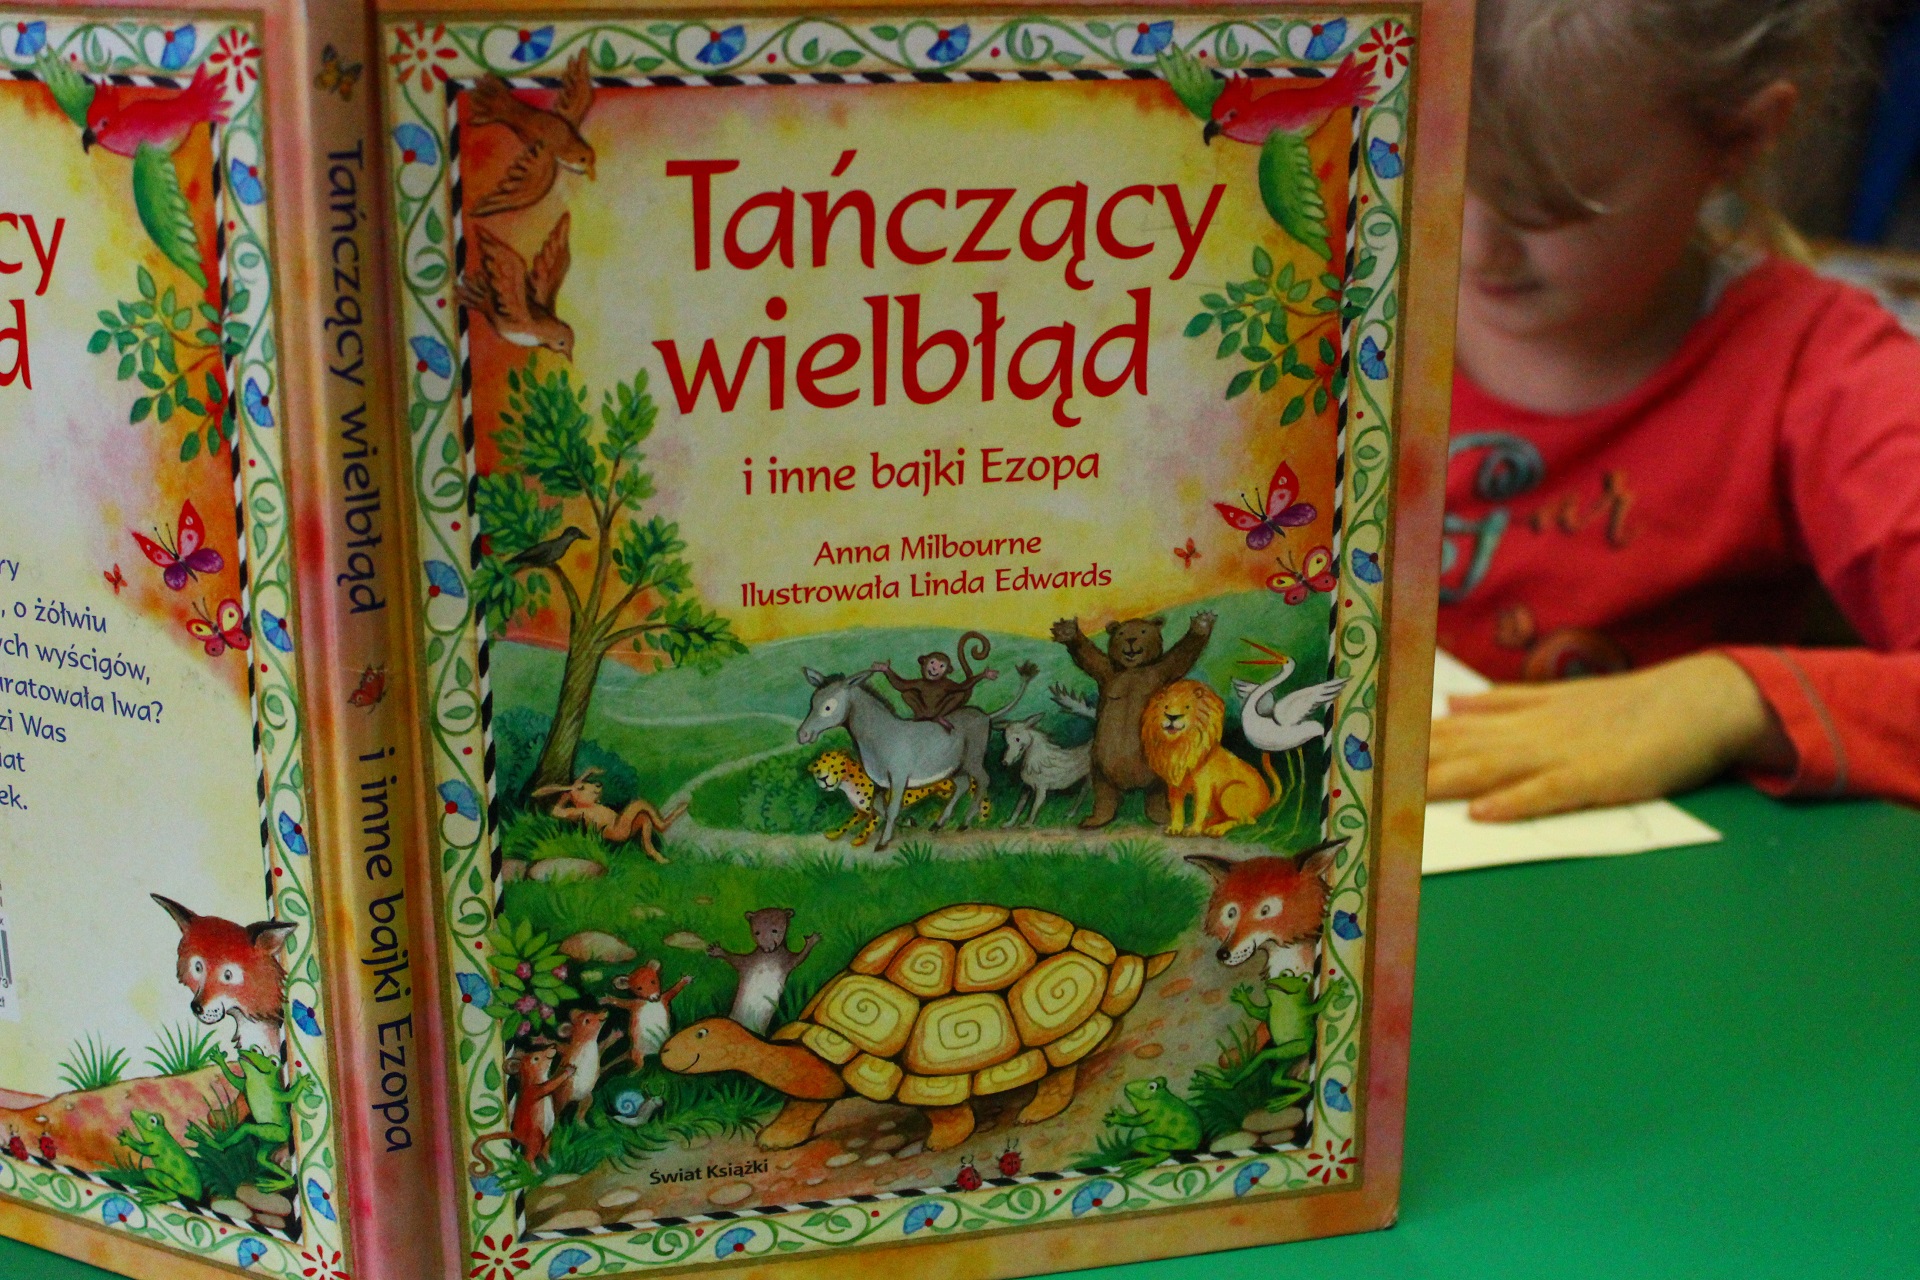 cy
d
ry
, o żółwiu
ych wyścigów,
uratowała lwa?
zi Was
iat
ek.
Tańczący wielbłąd i inne bajki Ezopa
Tańczący
wielbłąd
i inne bajki Ezopa
Anna Milbourne
Ilustrowała Linda Edwards
Świat Książki